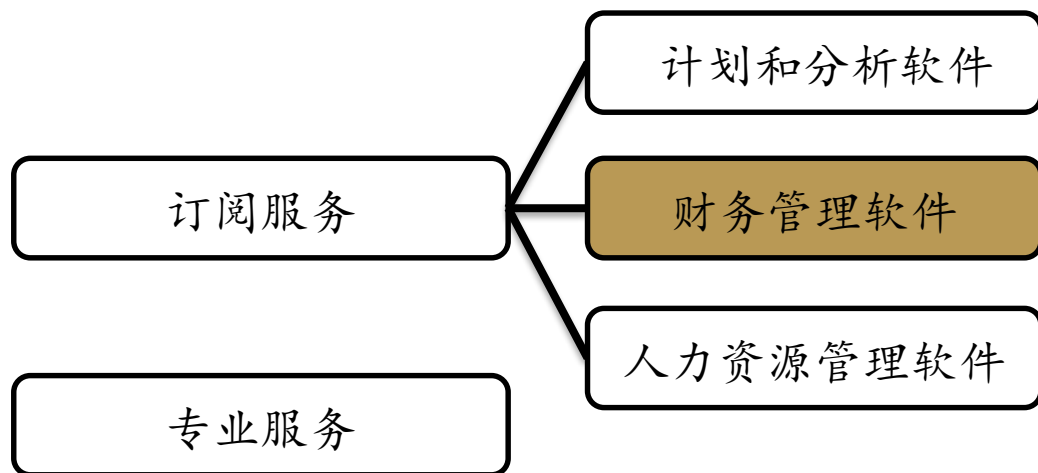 计划和分析软件
订阅服务
财务管理软件
人力资源管理软件
专业服务